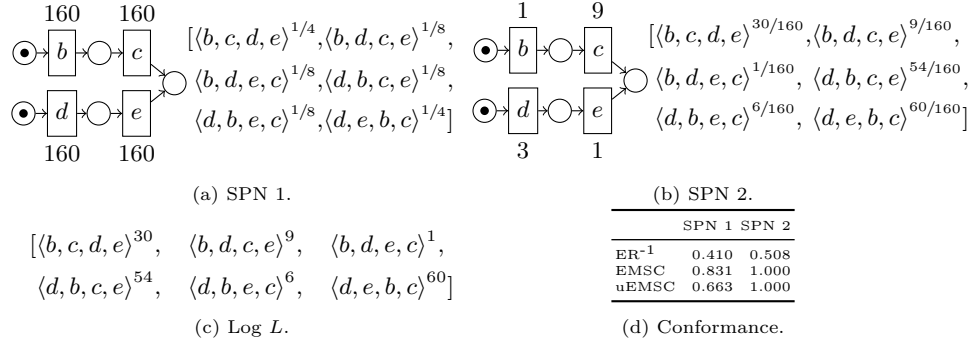 160 160
b c
d e
160 160
[⟨b, c, d, e⟩^{1/4},⟨b, d, c, e⟩^{1/8},
⟨b, d, e, c⟩^{1/8},⟨d, b, c, e⟩^{1/8},
⟨d, b, e, c⟩^{1/8},⟨d, e, b, c⟩^{1/4}]
(a) SPN 1.
1 9
b c
d e
3 1
[⟨b, c, d, e⟩^{30/160},⟨b, d, c, e⟩^{9/160},
⟨b, d, e, c⟩^{1/160}, ⟨d, b, c, e⟩^{54/160},
⟨d, b, e, c⟩^{6/160}, ⟨d, e, b, c⟩^{60/160}]
(b) SPN 2.
[⟨b, c, d, e⟩^{30}, ⟨b, d, c, e⟩^{9}, ⟨b, d, e, c⟩^{1},
⟨d, b, c, e⟩^{54}, ⟨d, b, e, c⟩^{6}, ⟨d, e, b, c⟩^{60}]
(c) Log L.
SPN 1 SPN 2
ER^{-1} 0.410 0.508
EMSC 0.831 1.000
uEMSC 0.663 1.000
(d) Conformance.